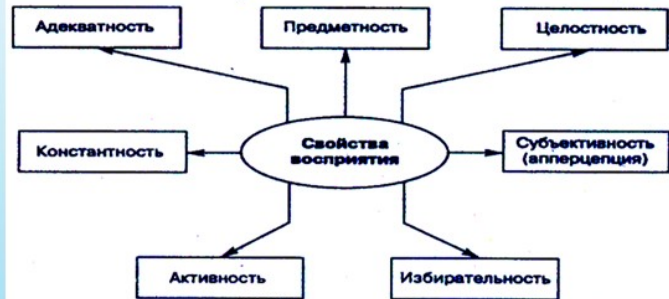 Адекватность
Предметность
Целостность
Константность
Свойства
восприятия
Субъективность
(апперцепция)
Активность
Избирательность